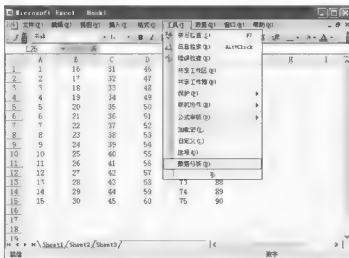 Microsoft Excel - Book1
文件(F) 编辑(E) 视图(V) 插入(I) 格式(O) 工具(T) 数据(D) 窗口(W) 帮助(H)
宋体 B
F7
信息检索(R)... Alt+Click
错误检查(K)...
共享工作区(D)...
共享工作簿(B)...
保护(P)
联机协作(N)
公式审核(U)
加载宏(I)...
自定义(C)...
选项(O)...
数据分析(D)...
A B C D
1 1 16 31 46
2 2 17 32 47
3 3 18 33 48
4 4 19 34 49
5 5 20 35 50
6 6 21 36 51
7 7 22 37 52
8 8 23 38 53
9 9 24 39 54
10 10 25 40 55
11 11 26 41 56
12 12 27 42 57
13 13 28 43 58 73 88
14 14 29 44 59 74 89
15 15 30 45 60 75 90
16
17
18
19
Sheet1 Sheet2 Sheet3
就绪 数字